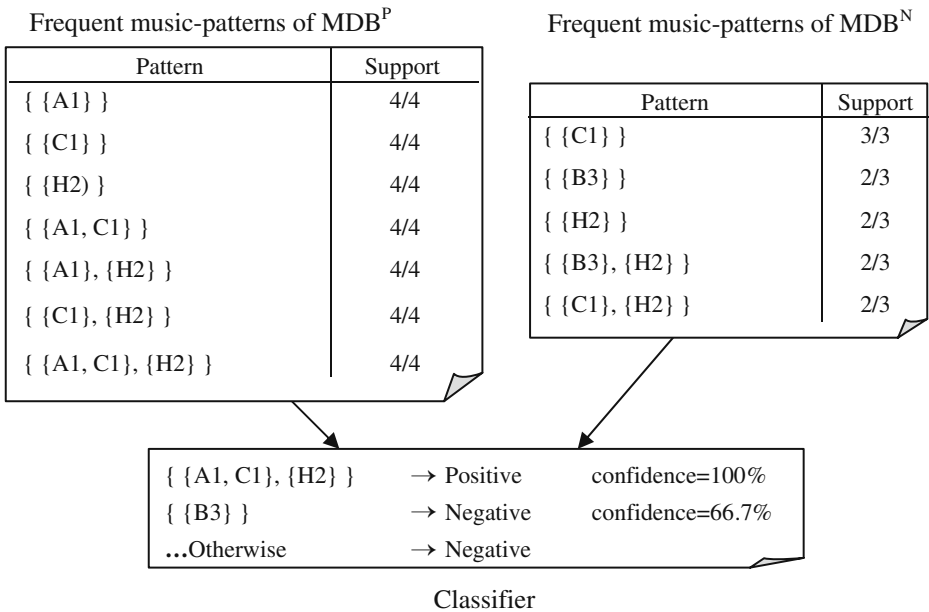 Frequent music-patterns of MDB^P
Pattern Support
{ {A1} } 4/4
{ {C1} } 4/4
{ {H2) } 4/4
{ {A1, C1} } 4/4
{ {A1}, {H2} } 4/4
{ {C1}, {H2} } 4/4
{ {A1, C1}, {H2} } 4/4
Frequent music-patterns of MDB^N
Pattern Support
{ {C1} } 3/3
{ {B3} } 2/3
{ {H2} } 2/3
{ {B3}, {H2} } 2/3
{ {C1}, {H2} } 2/3
{ {A1, C1}, {H2} } → Positive confidence=100%
{ {B3} } → Negative confidence=66.7%
...Otherwise → Negative
Classifier